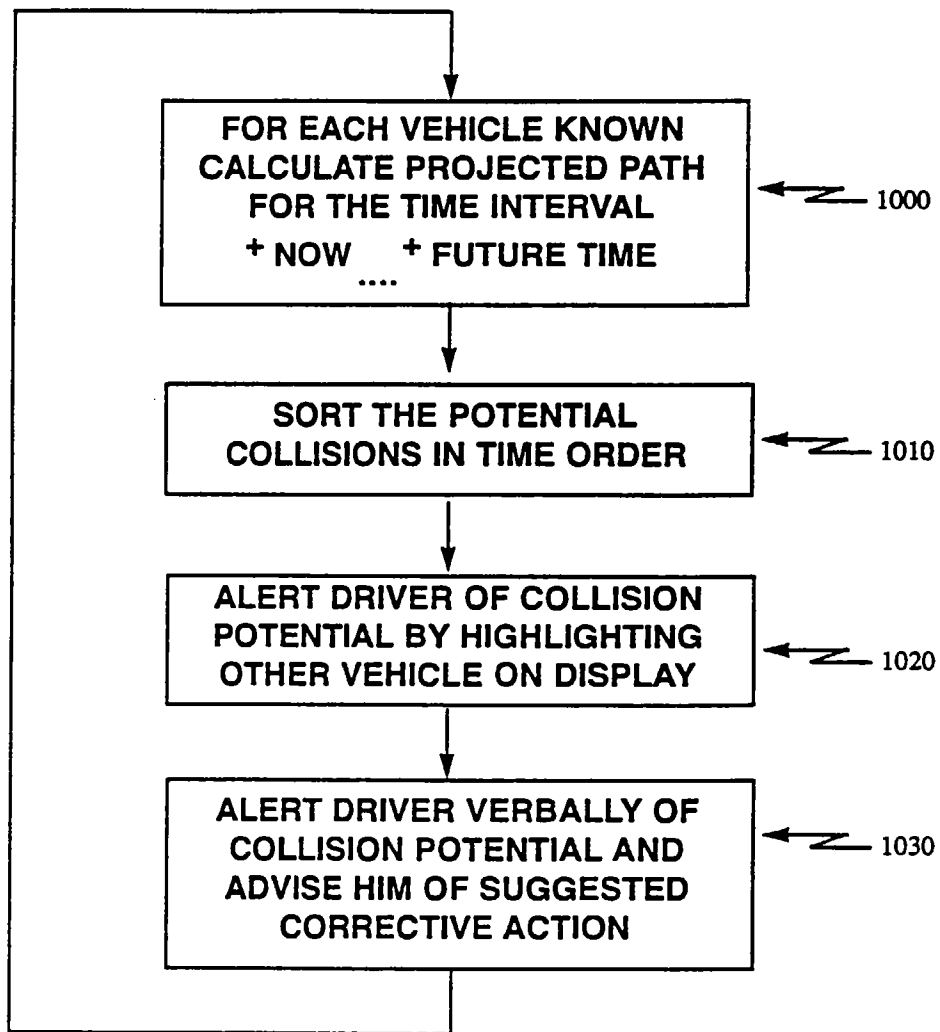 FOR EACH VEHICLE KNOWN
CALCULATE PROJECTED PATH
FOR THE TIME INTERVAL
+ NOW .... + FUTURE TIME
1000
SORT THE POTENTIAL
COLLISIONS IN TIME ORDER
1010
ALERT DRIVER OF COLLISION
POTENTIAL BY HIGHLIGHTING
OTHER VEHICLE ON DISPLAY
1020
ALERT DRIVER VERBALLY OF
COLLISION POTENTIAL AND
ADVISE HIM OF SUGGESTED
CORRECTIVE ACTION
1030